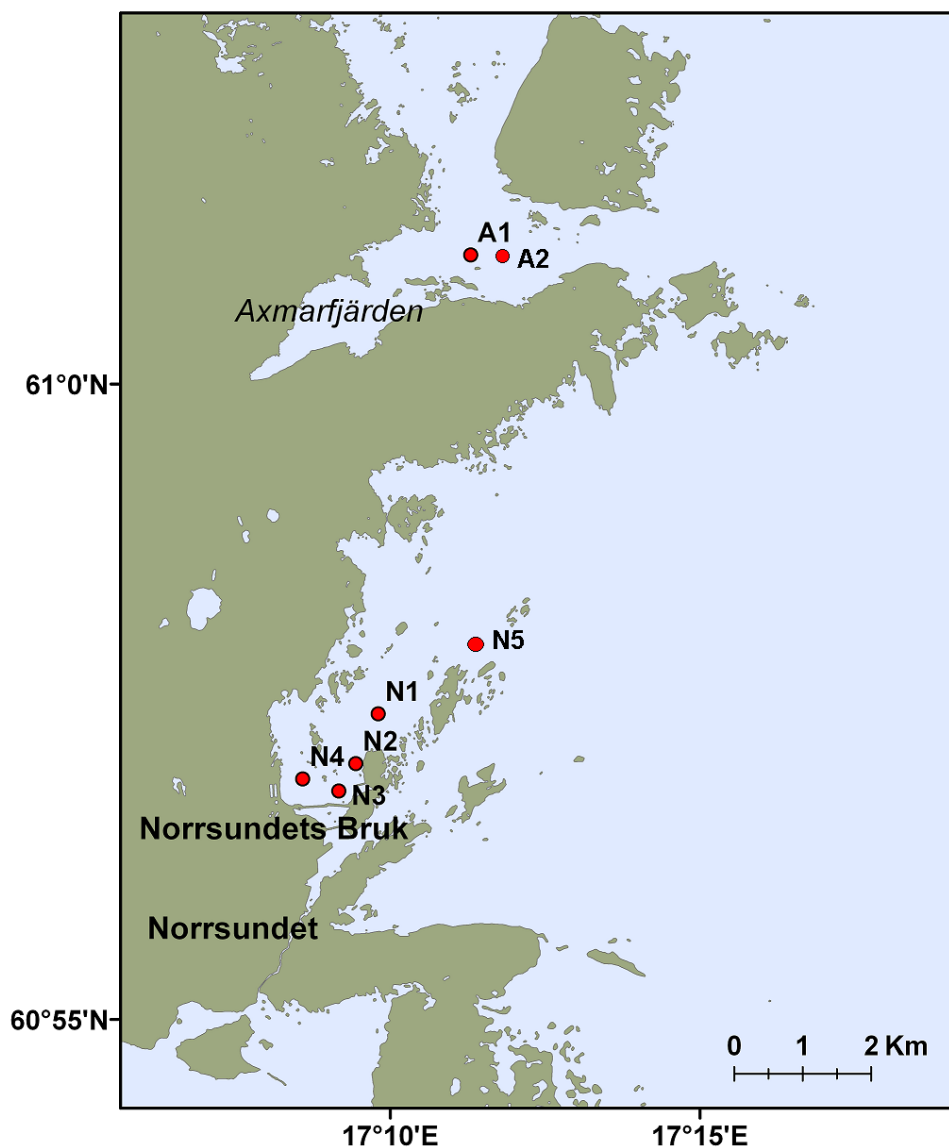 A1
A2
Axmarfjärden
61°0'N
N5
N1
N2
N4
N3
Norrsundets Bruk
Norrsundet
60°55'N
0 1 2 Km
17°10'E 17°15'E